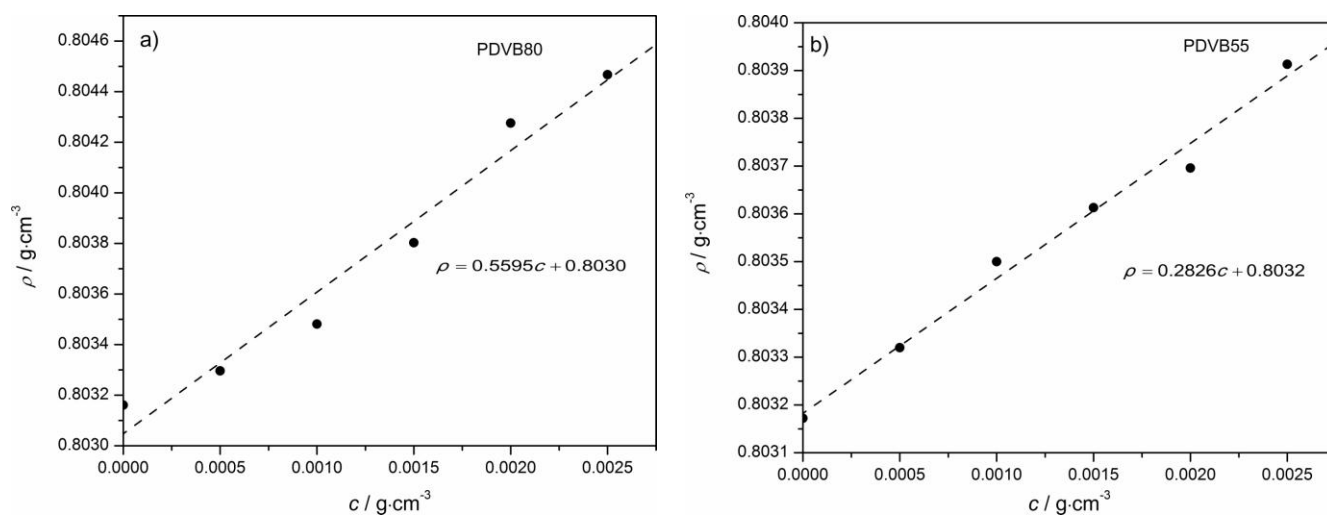 a)
PDVB80
0.8046
0.8044
0.8042
0.8040
0.8038
0.8036
0.8034
0.8032
0.8030
ρ / g·cm⁻³
ρ = 0.5595c + 0.8030
0.0000 0.0005 0.0010 0.0015 0.0020 0.0025
c / g·cm⁻³
b)
PDVB55
0.8040
0.8039
0.8038
0.8037
0.8036
0.8035
0.8034
0.8033
0.8032
0.8031
ρ / g·cm⁻³
ρ = 0.2826c + 0.8032
0.0000 0.0005 0.0010 0.0015 0.0020 0.0025
c / g·cm⁻³